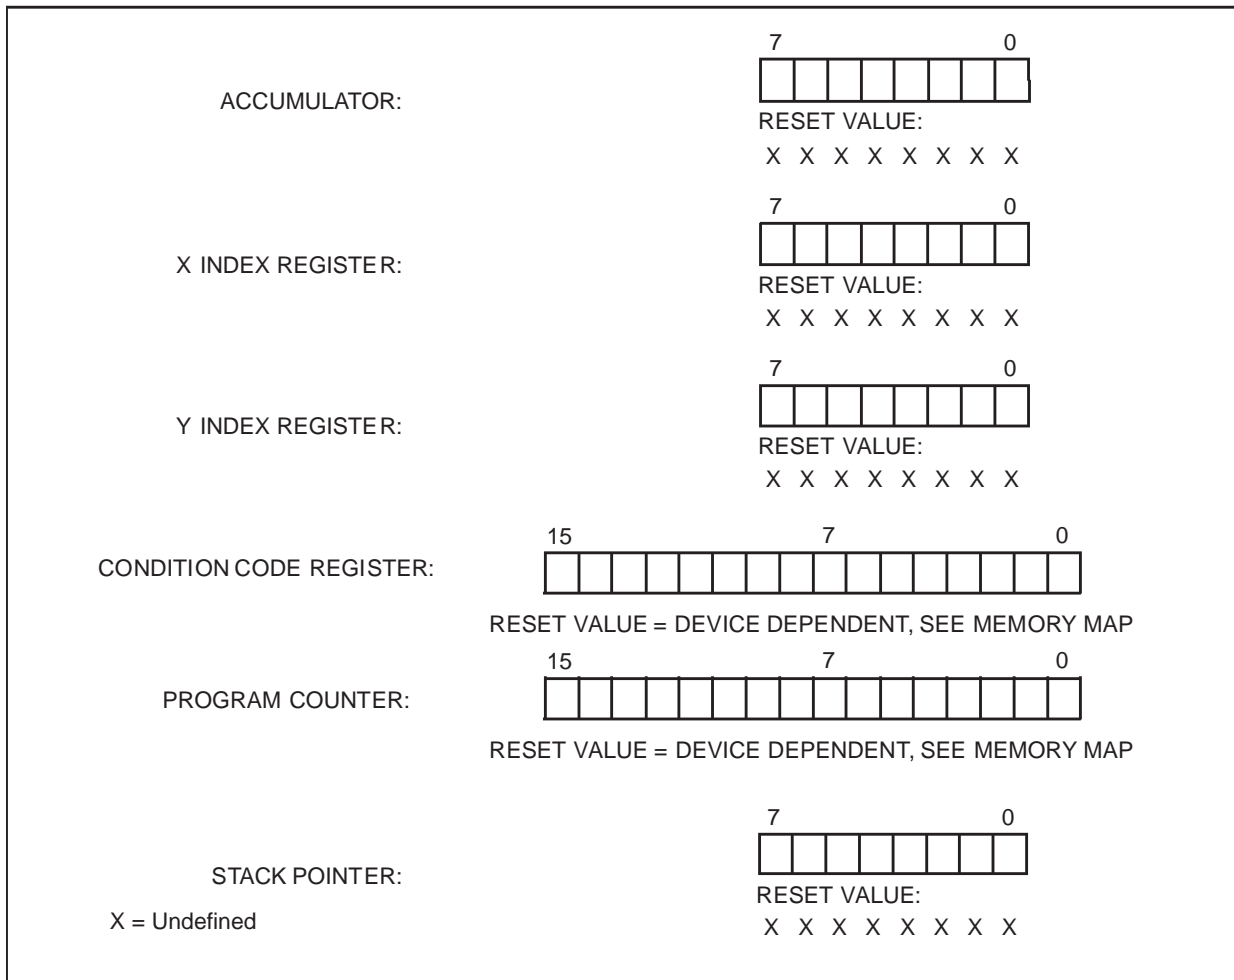 7 0
ACCUMULATOR:
RESET VALUE:
X X X X X X X X
7 0
X INDEX REGISTER:
RESET VALUE:
X X X X X X X X
7 0
Y INDEX REGISTER:
RESET VALUE:
X X X X X X X X
15 7 0
CONDITION CODE REGISTER:
RESET VALUE = DEVICE DEPENDENT, SEE MEMORY MAP
15 7 0
PROGRAM COUNTER:
RESET VALUE = DEVICE DEPENDENT, SEE MEMORY MAP
7 0
STACK POINTER:
RESET VALUE:
X = Undefined
X X X X X X X X